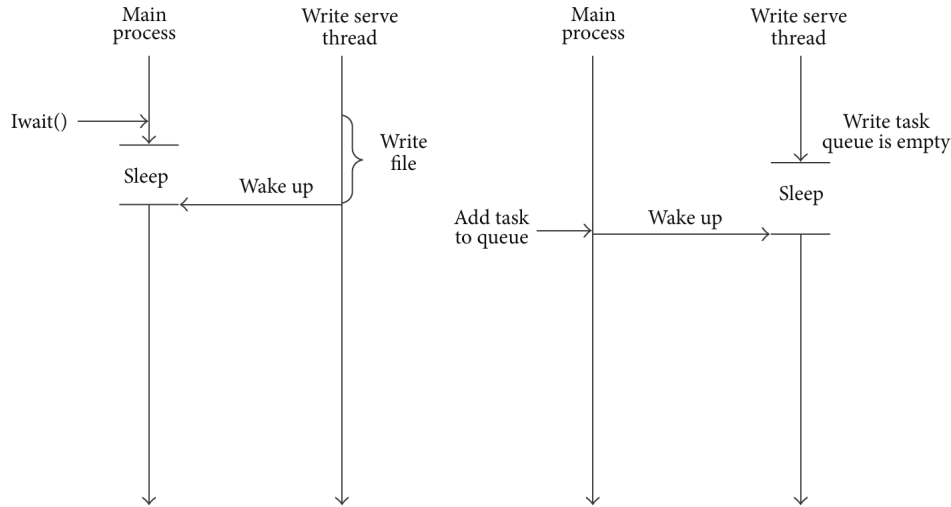 Main
process
Write serve
thread
Iwait()
Sleep
Wake up
Write
file
Main
process
Write serve
thread
Write task
queue is empty
Sleep
Add task
to queue
Wake up